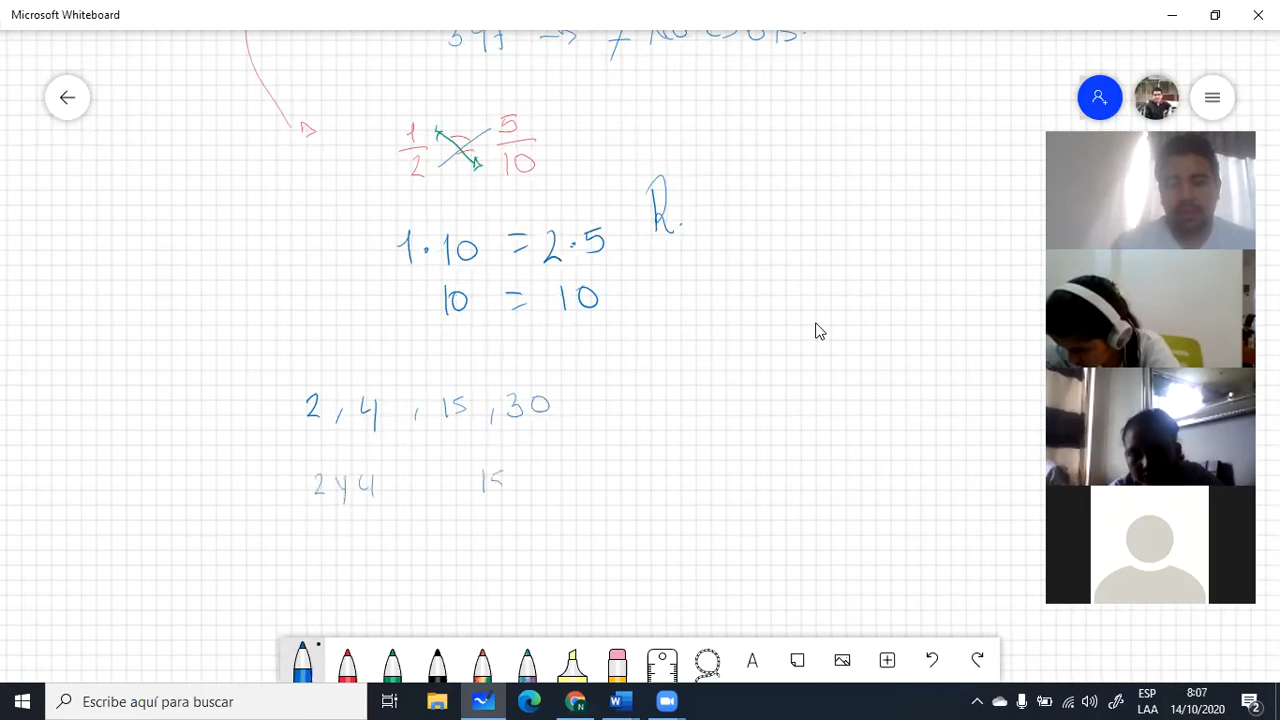 Microsoft Whiteboard
1/2 5/10
R.
1 · 10 = 2 · 5
10 = 10
2 , 4 , 15 , 30
2 y 4 15
A
Escribe aquí para buscar
ESP
LAA
8:07
14/10/2020
2